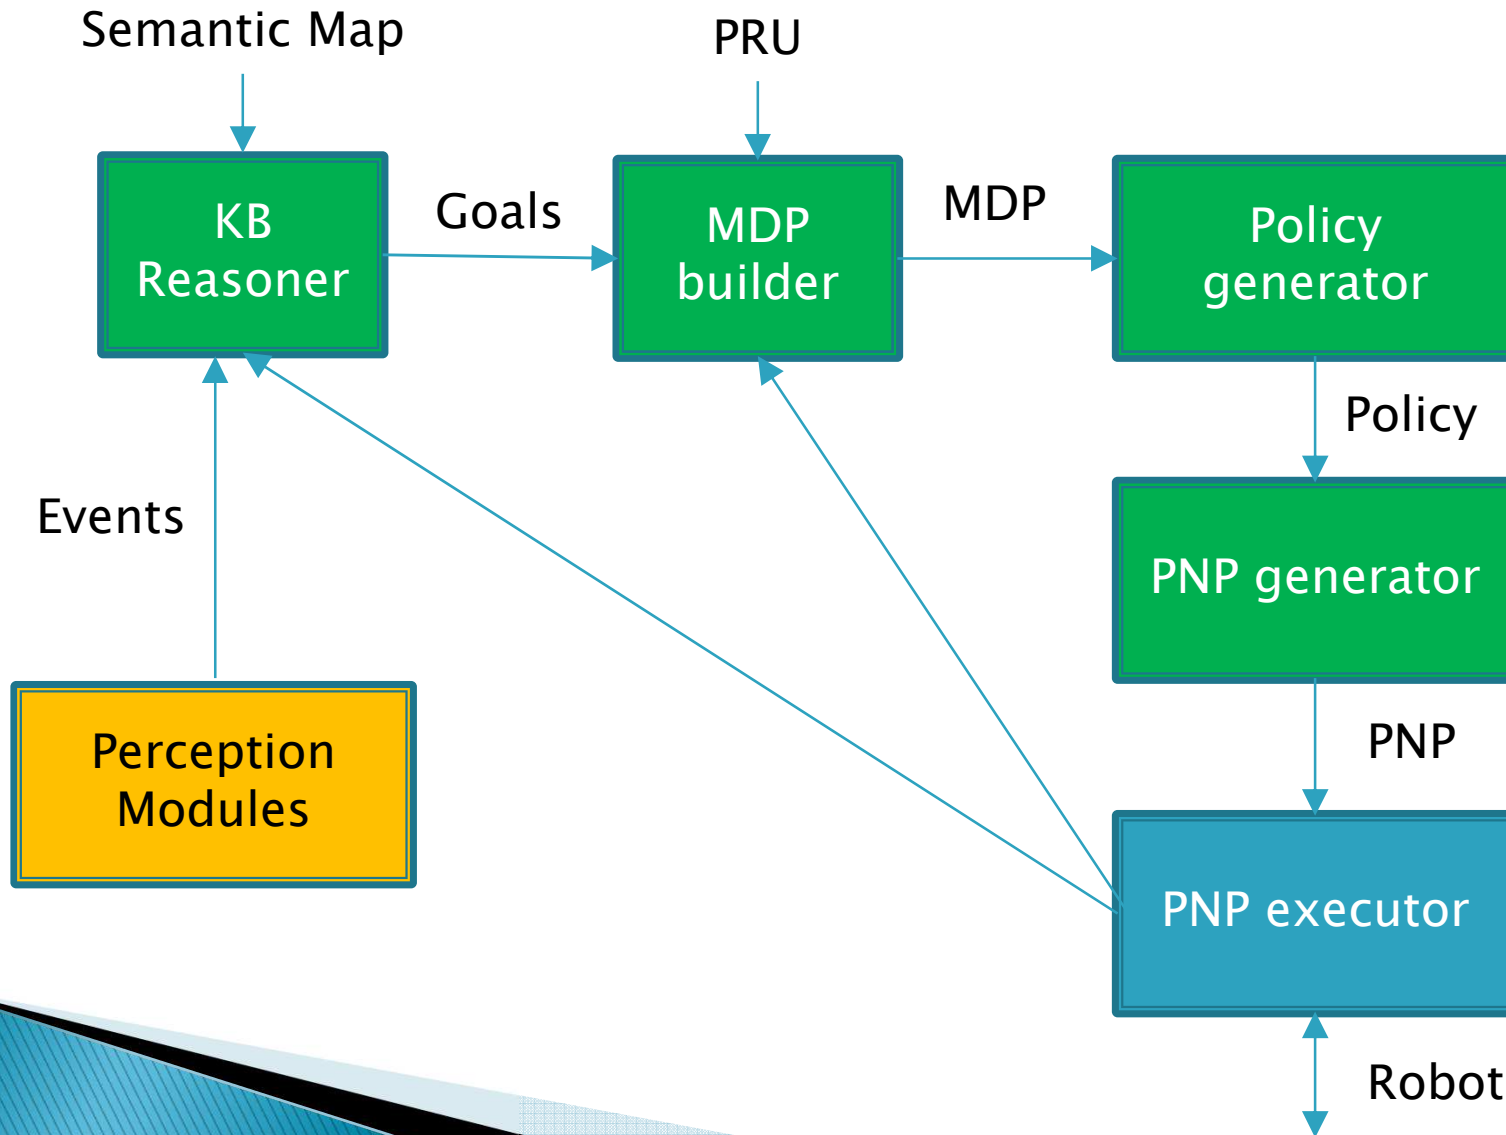 Semantic Map
PRU
KB
Reasoner
Goals
MDP
builder
MDP
Policy
generator
Policy
Events
PNP generator
Perception
Modules
PNP
PNP executor
Robot